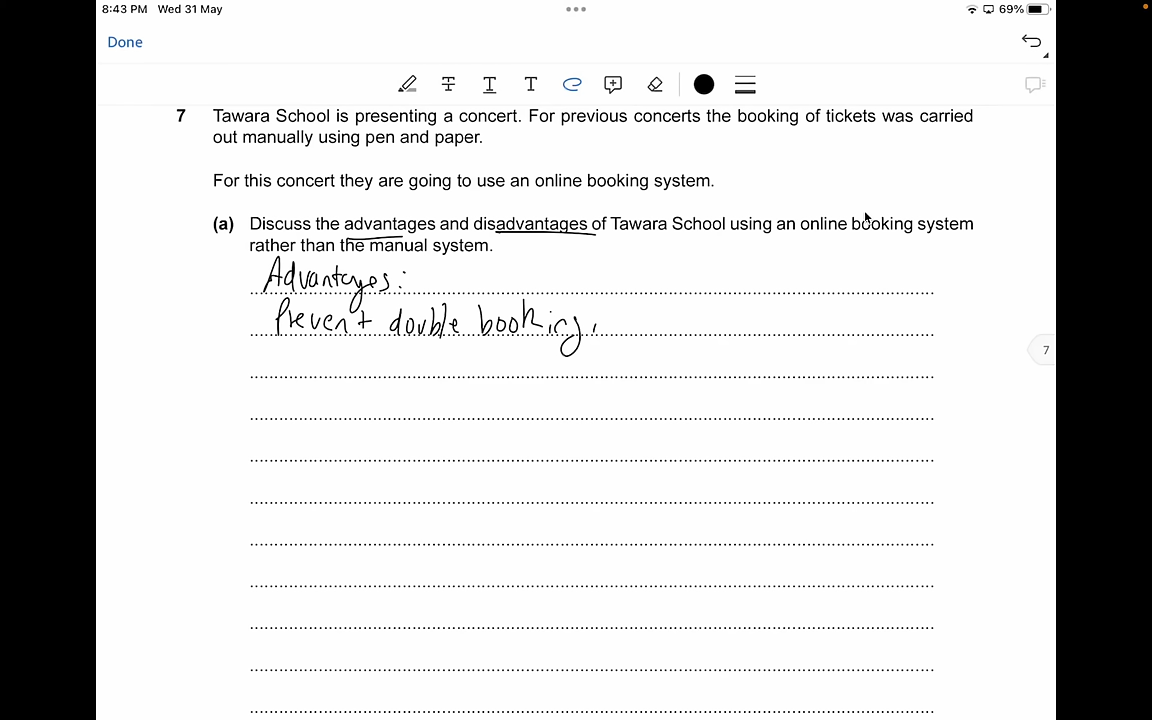 8:43 PM Wed 31 May
69%
Done
T T T
7 Tawara School is presenting a concert. For previous concerts the booking of tickets was carried
out manually using pen and paper.
For this concert they are going to use an online booking system.
(a) Discuss the advantages and disadvantages of Tawara School using an online booking system
rather than the manual system.
Advantages:
Prevent double booking,
7